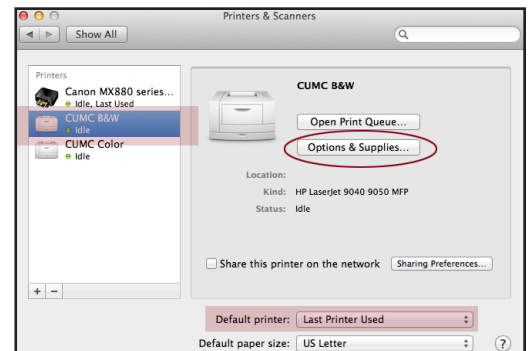 Printers & Scanners
Show All
Printers
Canon MX880 series...
Idle, Last Used
CUMC B&W
Idle
CUMC Color
Idle
+ −
CUMC B&W
Open Print Queue...
Options & Supplies...
Location:
Kind: HP LaserJet 9040 9050 MFP
Status: Idle
Share this printer on the network
Sharing Preferences...
Default printer: Last Printer Used
Default paper size: US Letter
?